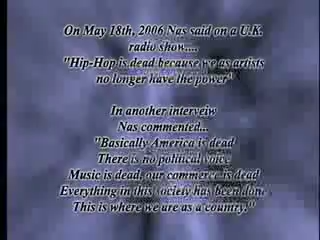 On May 18th, 2006 Nas said on a U.K.
radio show....
"Hip-Hop is dead because we as artists
no longer have the power"
In another interveiw
Nas commented...
"Basically America is dead
There is no political voice
Music is dead, our commerce is dead
Everything in this society has been done
This is where we are as a country."